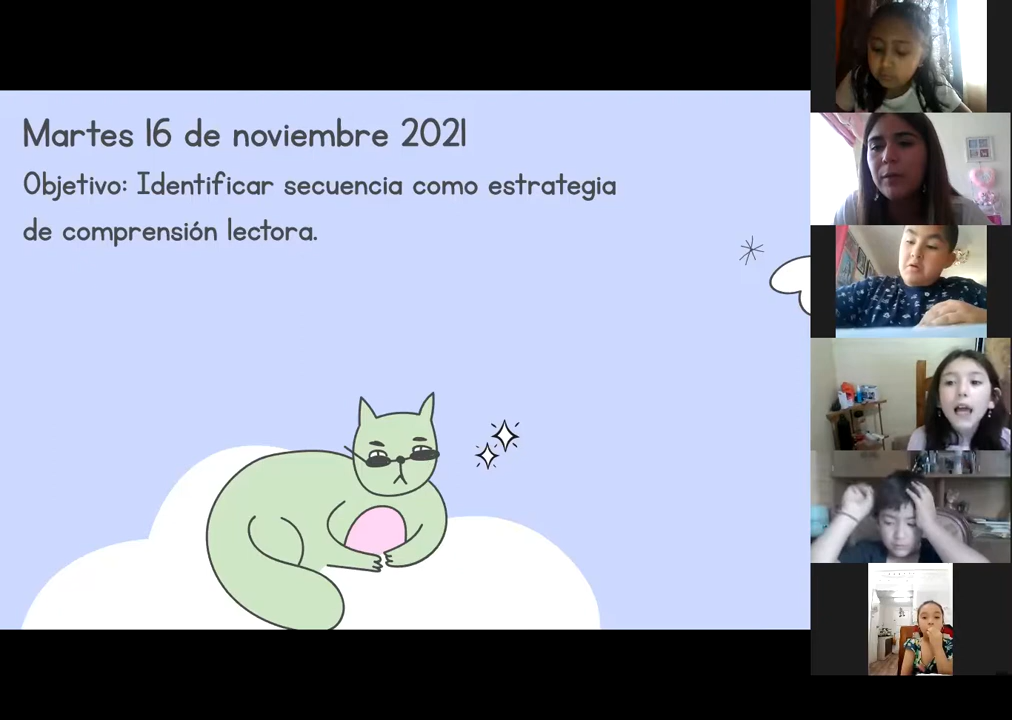 Martes 16 de noviembre 2021
Objetivo: Identificar secuencia como estrategia
de comprensión lectora.